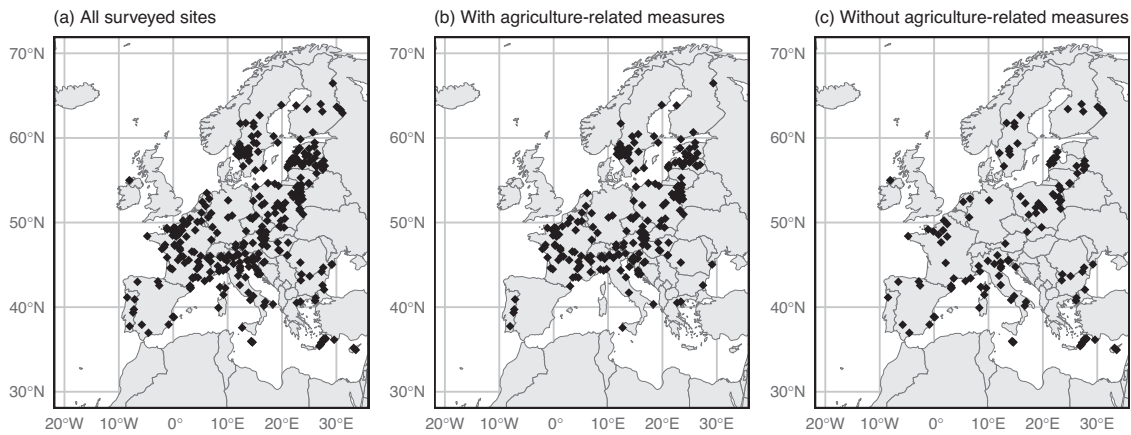 (a) All surveyed sites
(b) With agriculture-related measures
(c) Without agriculture-related measures
70°N
60°N
50°N
40°N
30°N
20°W 10°W 0° 10°E 20°E 30°E
70°N
60°N
50°N
40°N
30°N
20°W 10°W 0° 10°E 20°E 30°E
70°N
60°N
50°N
40°N
30°N
20°W 10°W 0° 10°E 20°E 30°E